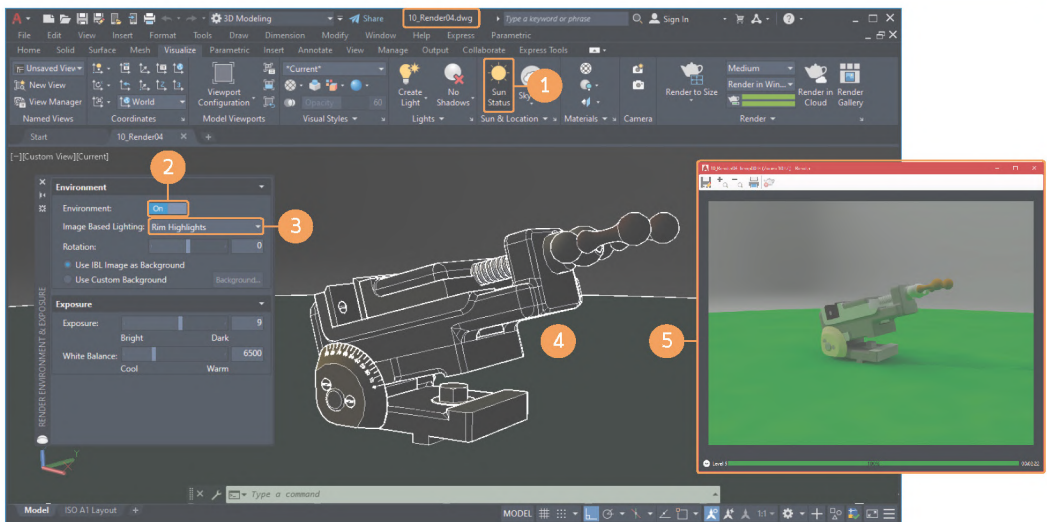 A 3D Modeling Share 10_Render04.dwg Type a keyword or phrase Sign In
File Edit View Insert Format Tools Draw Dimension Modify Window Help Express Parametric
Home Solid Surface Mesh Visualize Parametric Insert Annotate View Manage Output Collaborate Express Tools
Unsaved View
New View
View Manager
World
Named Views
Coordinates
Viewport
Configuration
Model Viewports
*Current*
Opacity 60
Visual Styles
Create
Light
No
Shadows
Lights
Sun
Status
Sky
1
Sun & Location
Materials
Camera
Render to Size
Medium
Render in Win...
Render in
Cloud
Render
Gallery
Render
Start 10_Render04
[−][Custom View][Current]
2
Environment
Environment: On
Image Based Lighting: Rim Highlights
3
Rotation: 0
Use IBL Image as Background
Use Custom Background Background...
Exposure
Exposure: 9
Bright Dark
White Balance: 6500
Cool Warm
RENDER ENVIRONMENT & EXPOSURE
4
5
Level 3
Y
Type a command
Model ISO A1 Layout +
MODEL 1:1